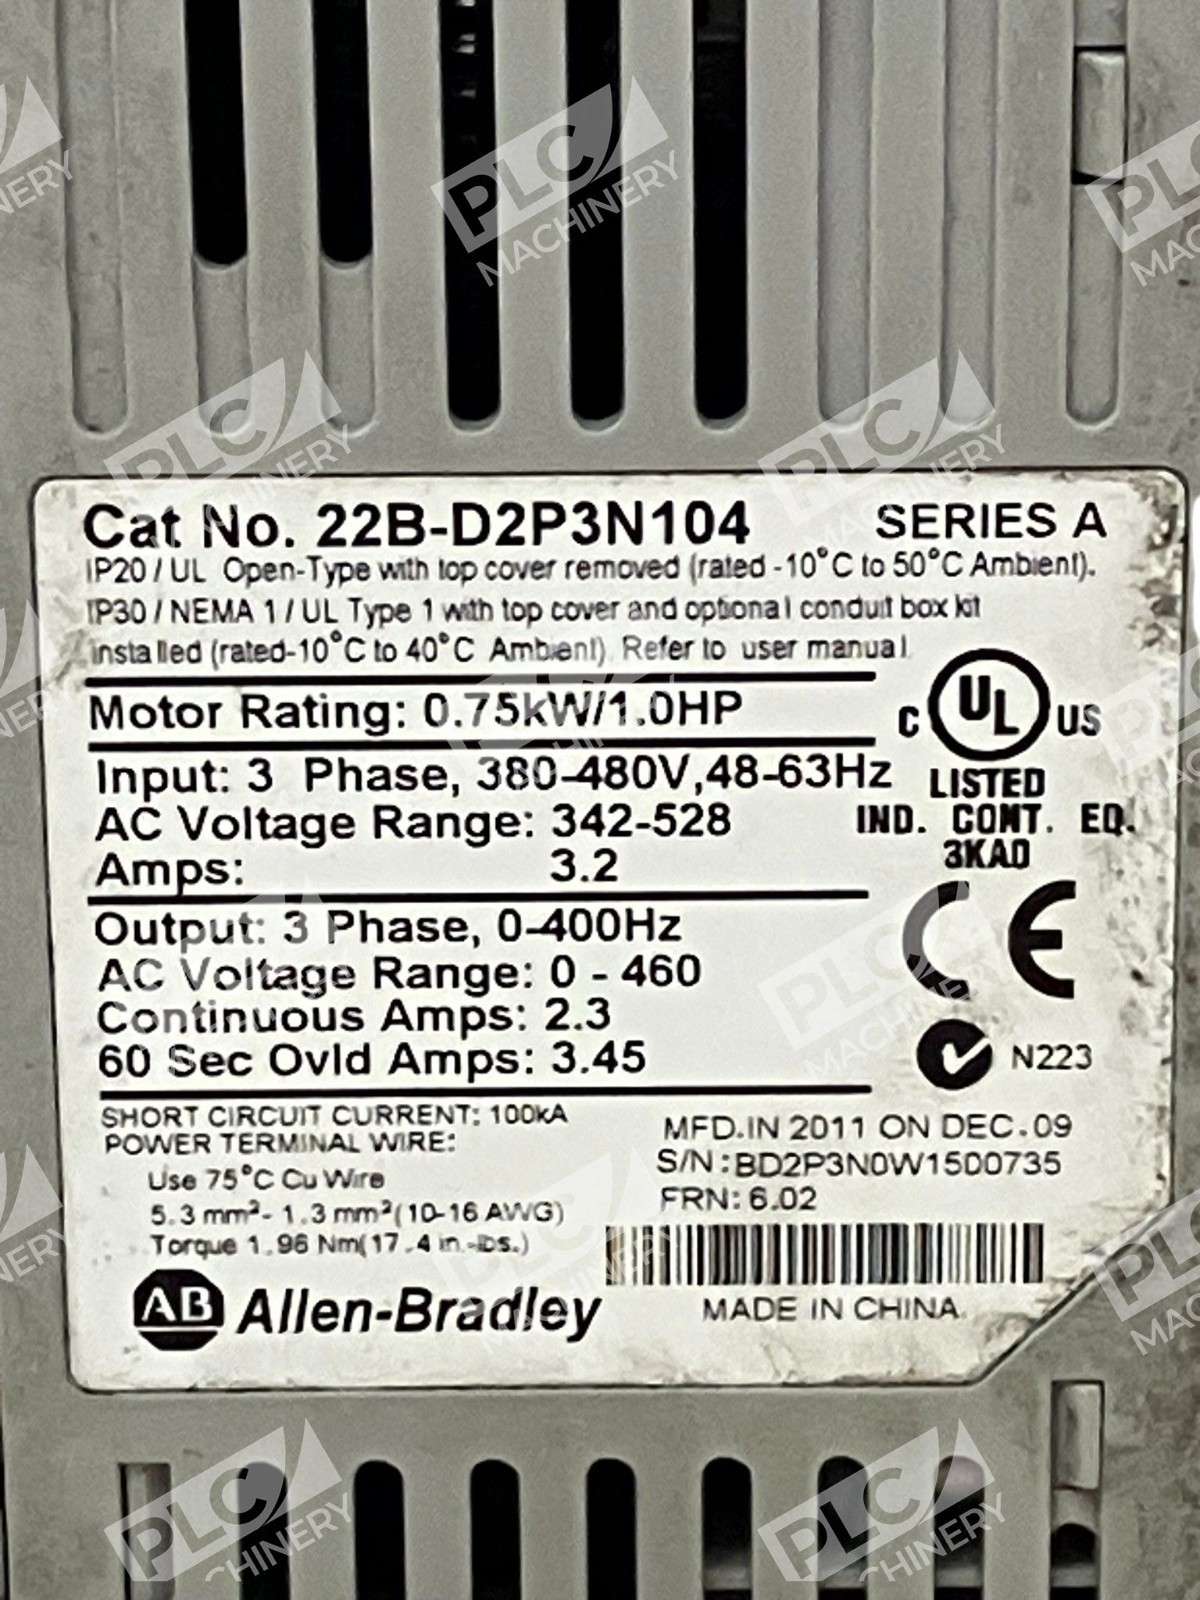 Cat No. 22B-D2P3N104 SERIES A
IP20 / UL Open-Type with top cover removed (rated -10°C to 50°C Ambient).
IP30 / NEMA 1 / UL Type 1 with top cover and optional conduit box kit
installed (rated-10°C to 40°C Ambient). Refer to user manual
Motor Rating: 0.75kW/1.0HP
C UL US
Input: 3 Phase, 380-480V,48-63Hz
LISTED
AC Voltage Range: 342-528
IND. CONT. EQ.
Amps: 3.2
3KA0
Output: 3 Phase, 0-400Hz
CE
AC Voltage Range: 0 - 460
Continuous Amps: 2.3
60 Sec Ovld Amps: 3.45
N223
SHORT CIRCUIT CURRENT: 100kA
POWER TERMINAL WIRE:
Use 75°C Cu Wire
5.3 mm²- 1.3 mm²(10-16 AWG)
Torque 1.96 Nm(17.4 in.-lbs.)
MFD.IN 2011 ON DEC.09
S/N:BD2P3N0W1500735
FRN: 6.02
AB Allen-Bradley
MADE IN CHINA
PLC
MACHINERY